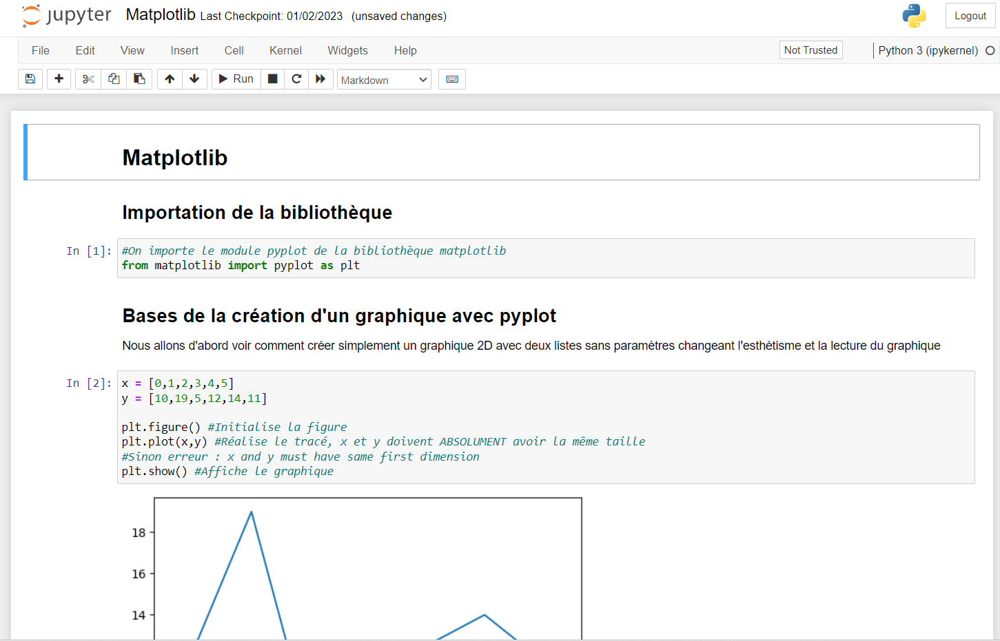 jupyter Matplotlib Last Checkpoint: 01/02/2023 (unsaved changes) Logout
File Edit View Insert Cell Kernel Widgets Help Not Trusted Python 3 (ipykernel)
Run Markdown
Matplotlib
Importation de la bibliothèque
In [1]: #On importe le module pyplot de la bibliothèque matplotlib
from matplotlib import pyplot as plt
Bases de la création d'un graphique avec pyplot
Nous allons d'abord voir comment créer simplement un graphique 2D avec deux listes sans paramètres changeant l'esthétisme et la lecture du graphique
In [2]: x = [0,1,2,3,4,5]
y = [10,19,5,12,14,11]
plt.figure() #Initialise la figure
plt.plot(x,y) #Réalise le tracé, x et y doivent ABSOLUMENT avoir la même taille
#Sinon erreur : x and y must have same first dimension
plt.show() #Affiche le graphique
18
16
14